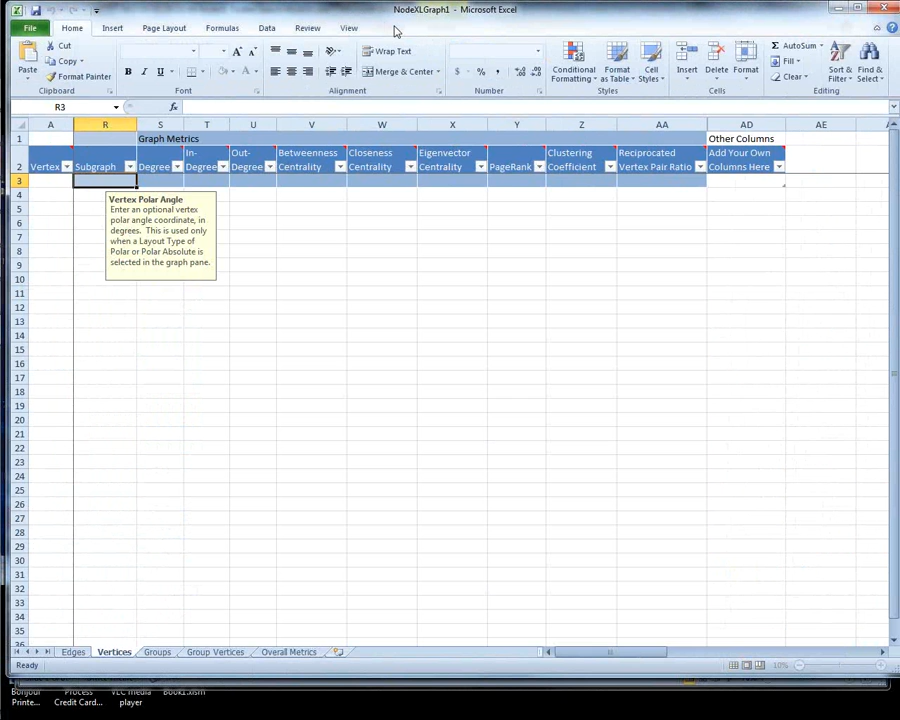 NodeXLGraph1 - Microsoft Excel
File Home Insert Page Layout Formulas Data Review View
Paste
Cut
Copy
Format Painter
Clipboard
B I U
Font
Wrap Text
Merge & Center
Alignment
$ % ,
Number
Conditional Formatting
Format as Table
Cell Styles
Styles
Insert
Delete
Format
Cells
AutoSum
Fill
Clear
Sort & Filter
Find & Select
Editing
R3
fx
A R S T U V W X Y Z AA AD AE
1 Graph Metrics Other Columns
2 Vertex Subgraph Degree In-Degree Out-Degree Betweenness Centrality Closeness Centrality Eigenvector Centrality PageRank Clustering Coefficient Reciprocated Vertex Pair Ratio Add Your Own Columns Here
3
Vertex Polar Angle
Enter an optional vertex
polar angle coordinate, in
degrees. This is used only
when a Layout Type of
Polar or Polar Absolute is
selected in the graph pane.
4
5
6
7
8
9
10
11
12
13
14
15
16
17
18
19
20
21
22
23
24
25
26
27
28
29
30
31
32
33
34
35
36
Edges Vertices Groups Group Vertices Overall Metrics
Ready
10%
Bonjour Printe...
Process Credit Card...
VLC media player
Book1.xlsm